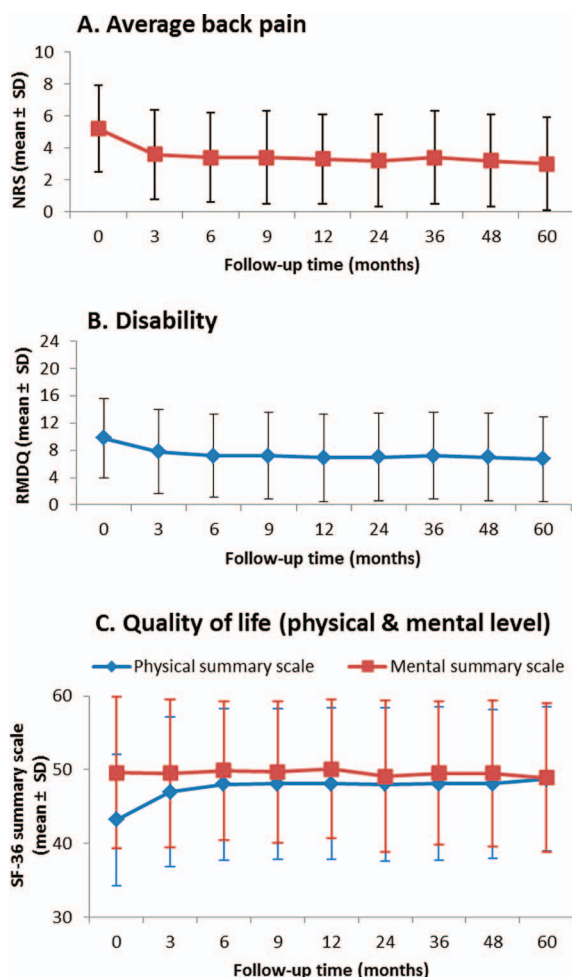 A. Average back pain
NRS (mean ± SD)
10
8
6
4
2
0
0 3 6 9 12 24 36 48 60
Follow-up time (months)
B. Disability
RMDQ (mean ± SD)
24
20
16
12
8
4
0
0 3 6 9 12 24 36 48 60
Follow-up time (months)
C. Quality of life (physical & mental level)
Physical summary scale Mental summary scale
SF-36 summary scale
(mean ± SD)
60
50
40
30
0 3 6 9 12 24 36 48 60
Follow-up time (months)